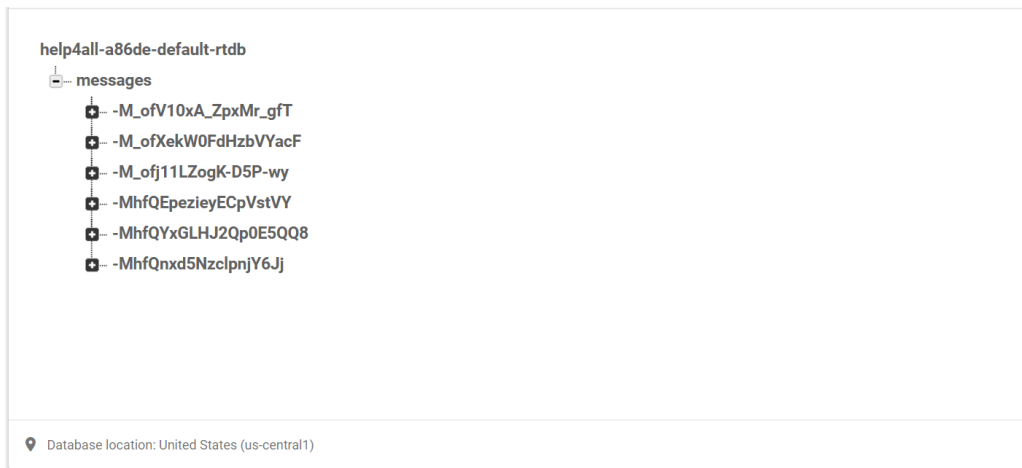 help4all-a86de-default-rtdb
messages
-M_ofV10xA_ZpxMr_gfT
-M_ofXekW0FdHzbVYacF
-M_ofj11LZogK-D5P-wy
-MhfQEpezieyECpVstVY
-MhfQYxGLHJ2Qp0E5QQ8
-MhfQnxd5NzclpnjY6Jj
Database location: United States (us-central1)